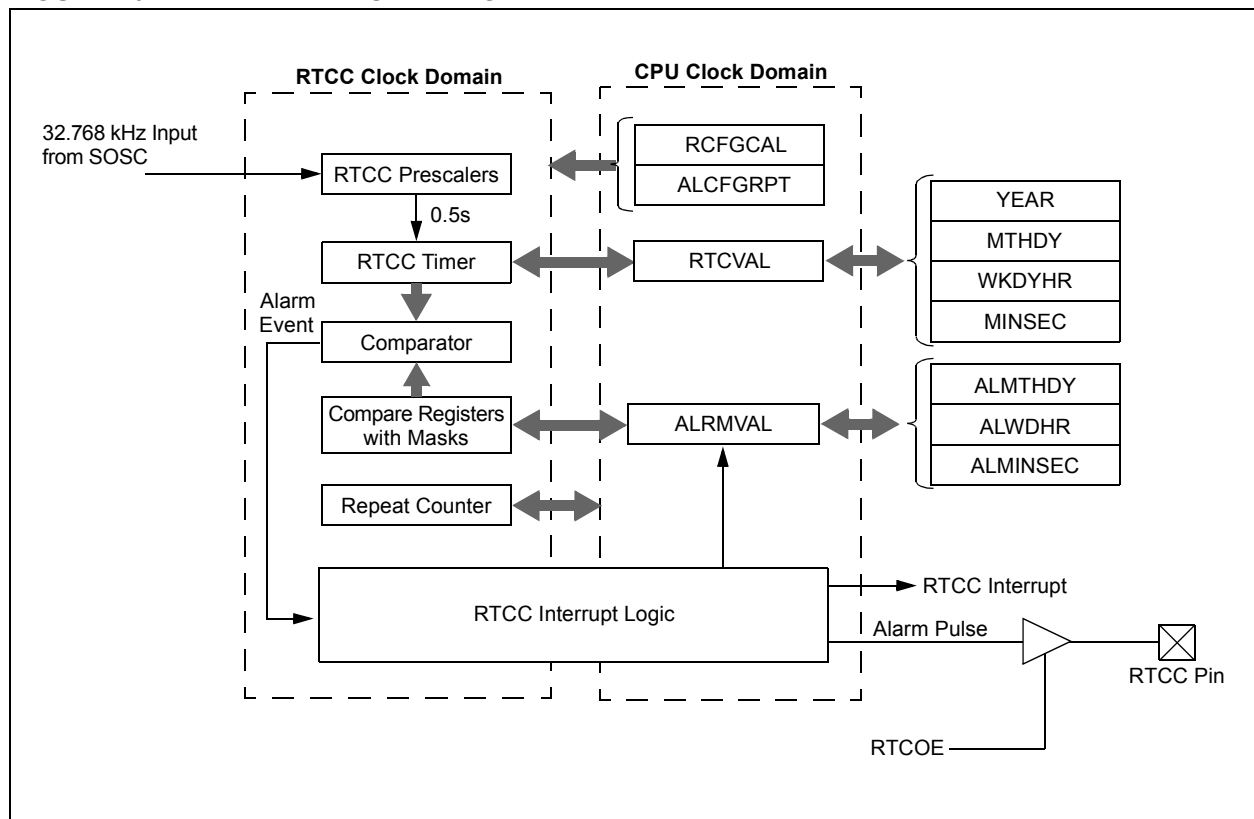 RTCC Clock Domain
CPU Clock Domain
32.768 kHz Input
from SOSC
RTCC Prescalers
0.5s
RTCC Timer
Alarm
Event
Comparator
Compare Registers
with Masks
Repeat Counter
RCFGCAL
ALCFGRPT
RTCVAL
YEAR
MTHDY
WKDYHR
MINSEC
ALRMVAL
ALMTHDY
ALWDHR
ALMINSEC
RTCC Interrupt Logic
RTCC Interrupt
Alarm Pulse
RTCC Pin
RTCOE